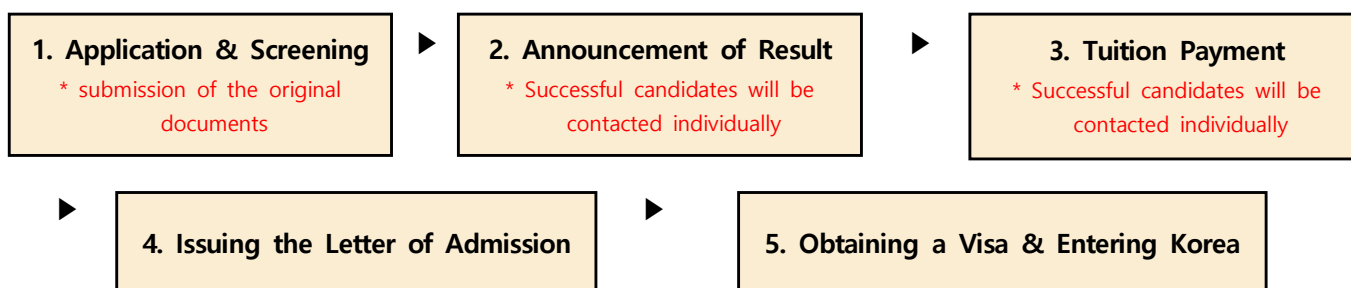 1. Application & Screening
* submission of the original
documents
▶
2. Announcement of Result
* Successful candidates will be
contacted individually
▶
3. Tuition Payment
* Successful candidates will be
contacted individually
▶
4. Issuing the Letter of Admission
▶
5. Obtaining a Visa & Entering Korea